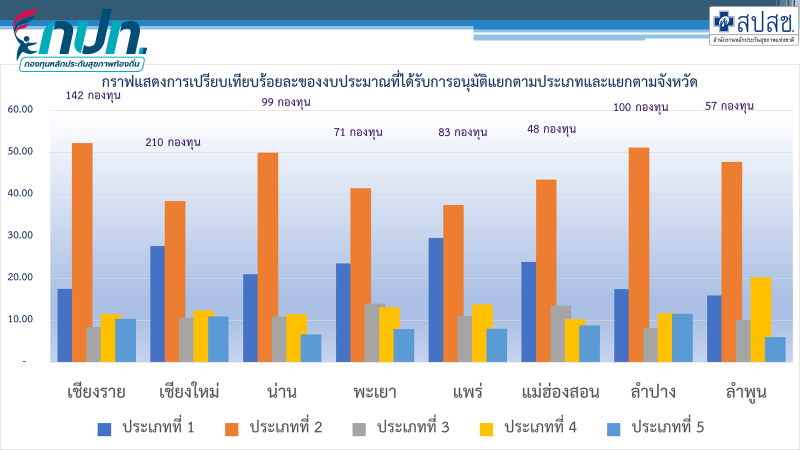 กปท.
กองทุนหลักประกันสุขภาพท้องถิ่น
สปสช.
สำนักงานหลักประกันสุขภาพแห่งชาติ
กราฟแสดงการเปรียบเทียบร้อยละของงบประมาณที่ได้รับการอนุมัติแยกตามประเภทและแยกตามจังหวัด
142 กองทุน
210 กองทุน
99 กองทุน
71 กองทุน
83 กองทุน
48 กองทุน
100 กองทุน
57 กองทุน
60.00
50.00
40.00
30.00
20.00
10.00
-
เชียงราย เชียงใหม่ น่าน พะเยา แพร่ แม่ฮ่องสอน ลำปาง ลำพูน
ประเภทที่ 1 ประเภทที่ 2 ประเภทที่ 3 ประเภทที่ 4 ประเภทที่ 5